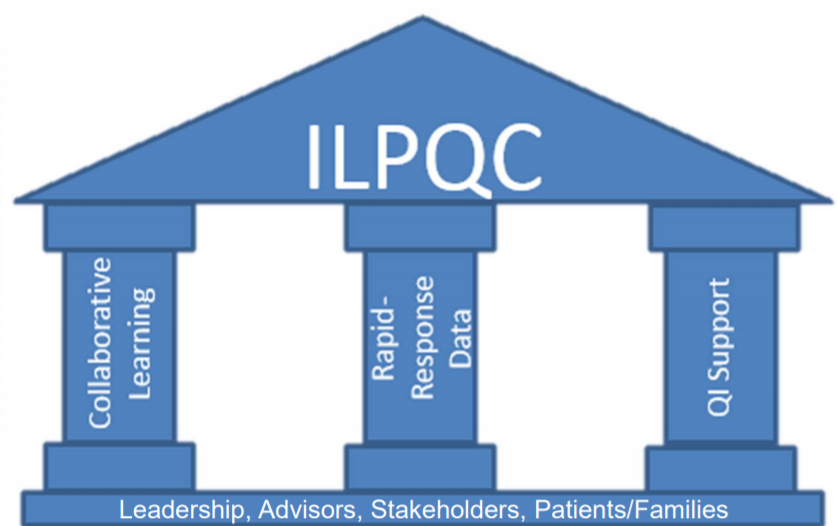 ILPQC
Collaborative
Learning
Rapid-
Response
Data
QI Support
Leadership, Advisors, Stakeholders, Patients/Families